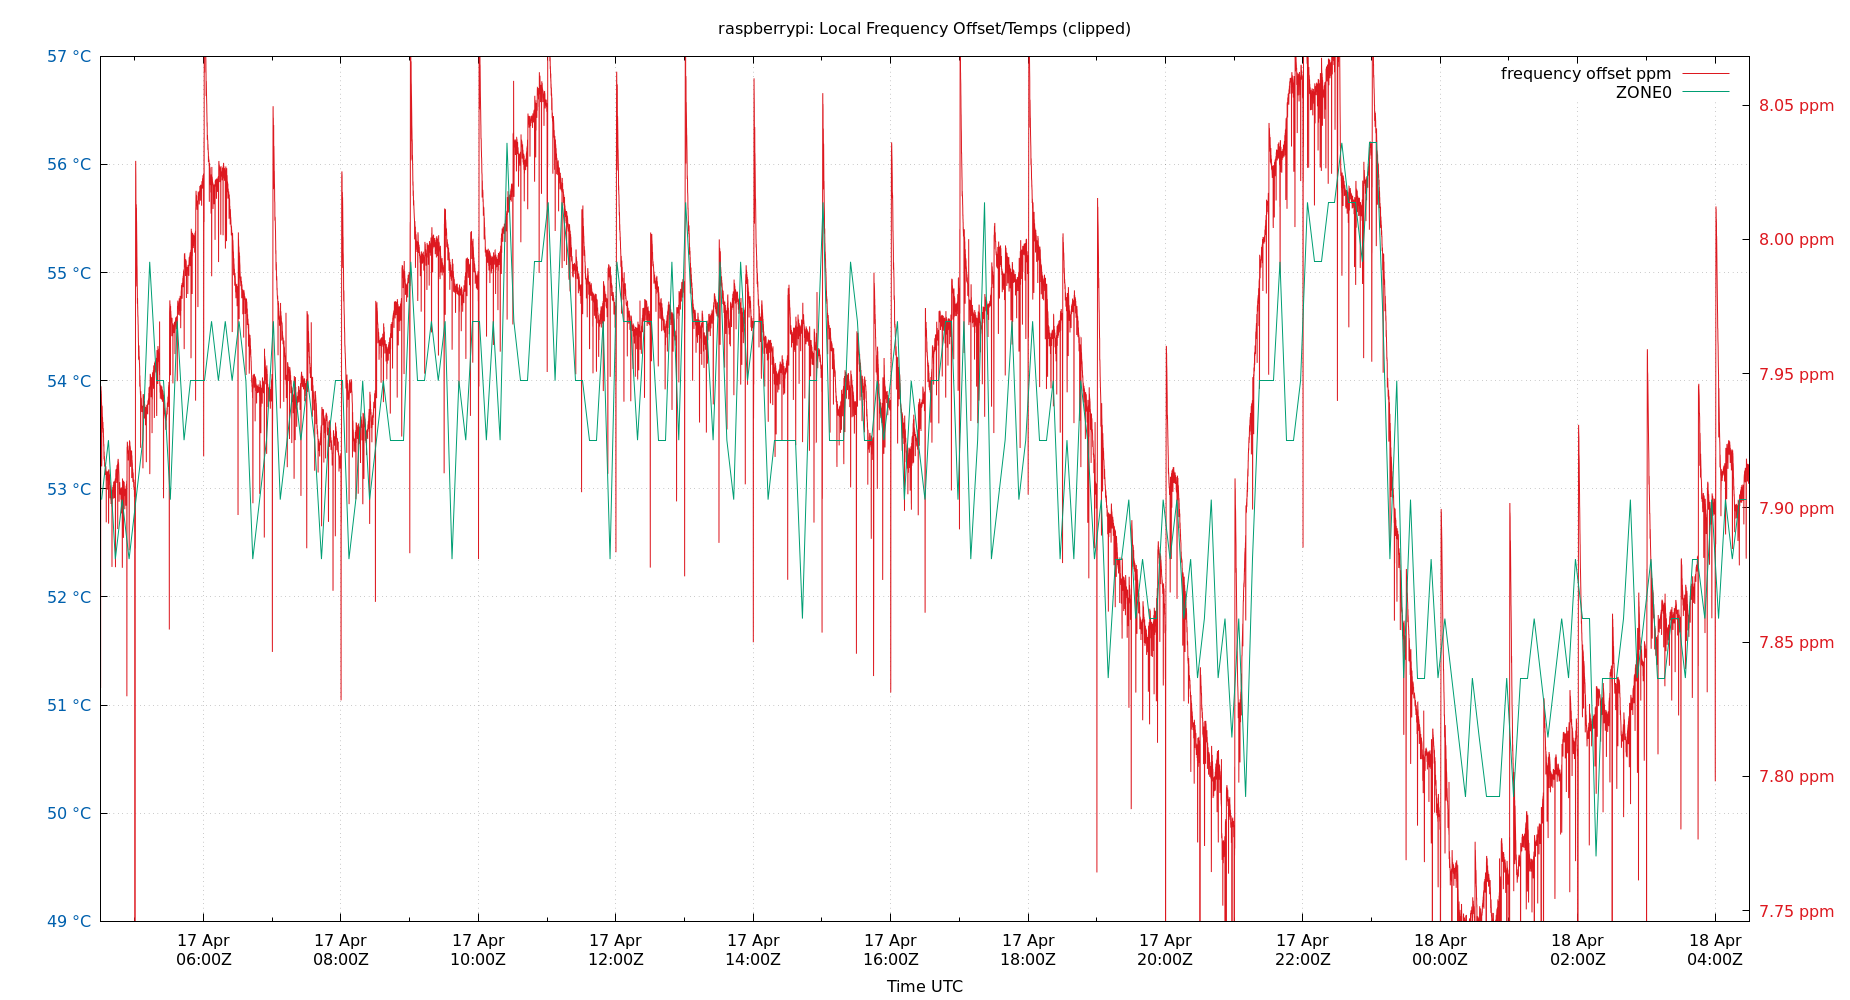 raspberrypi: Local Frequency Offset/Temps (clipped)
frequency offset ppm
ZONE0
57 °C
56 °C
55 °C
54 °C
53 °C
52 °C
51 °C
50 °C
49 °C
8.05 ppm
8.00 ppm
7.95 ppm
7.90 ppm
7.85 ppm
7.80 ppm
7.75 ppm
17 Apr 17 Apr 17 Apr 17 Apr 17 Apr 17 Apr 17 Apr 17 Apr 17 Apr 18 Apr 18 Apr 18 Apr
06:00Z 08:00Z 10:00Z 12:00Z 14:00Z 16:00Z 18:00Z 20:00Z 22:00Z 00:00Z 02:00Z 04:00Z
Time UTC